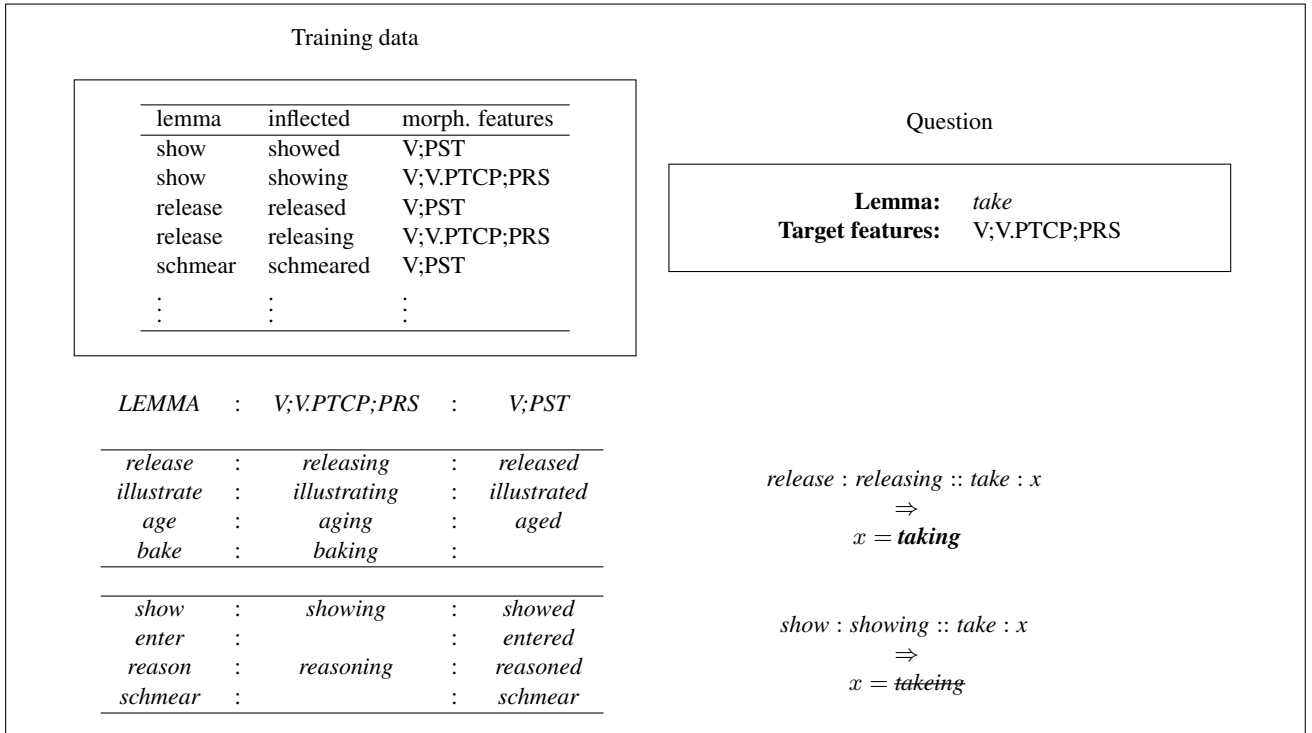 Training data
lemma inflected morph. features
show showed V;PST
show showing V;V.PTCP;PRS
release released V;PST
release releasing V;V.PTCP;PRS
schmear schmeared V;PST
⋮ ⋮ ⋮
Question
Lemma: take
Target features: V;V.PTCP;PRS
LEMMA : V;V.PTCP;PRS : V;PST
release : releasing : released
illustrate : illustrating : illustrated
age : aging : aged
bake : baking :
show : showing : showed
enter : : entered
reason : reasoning : reasoned
schmear : : schmear
release : releasing :: take : x
⇒
x = taking
show : showing :: take : x
⇒
x = takeing